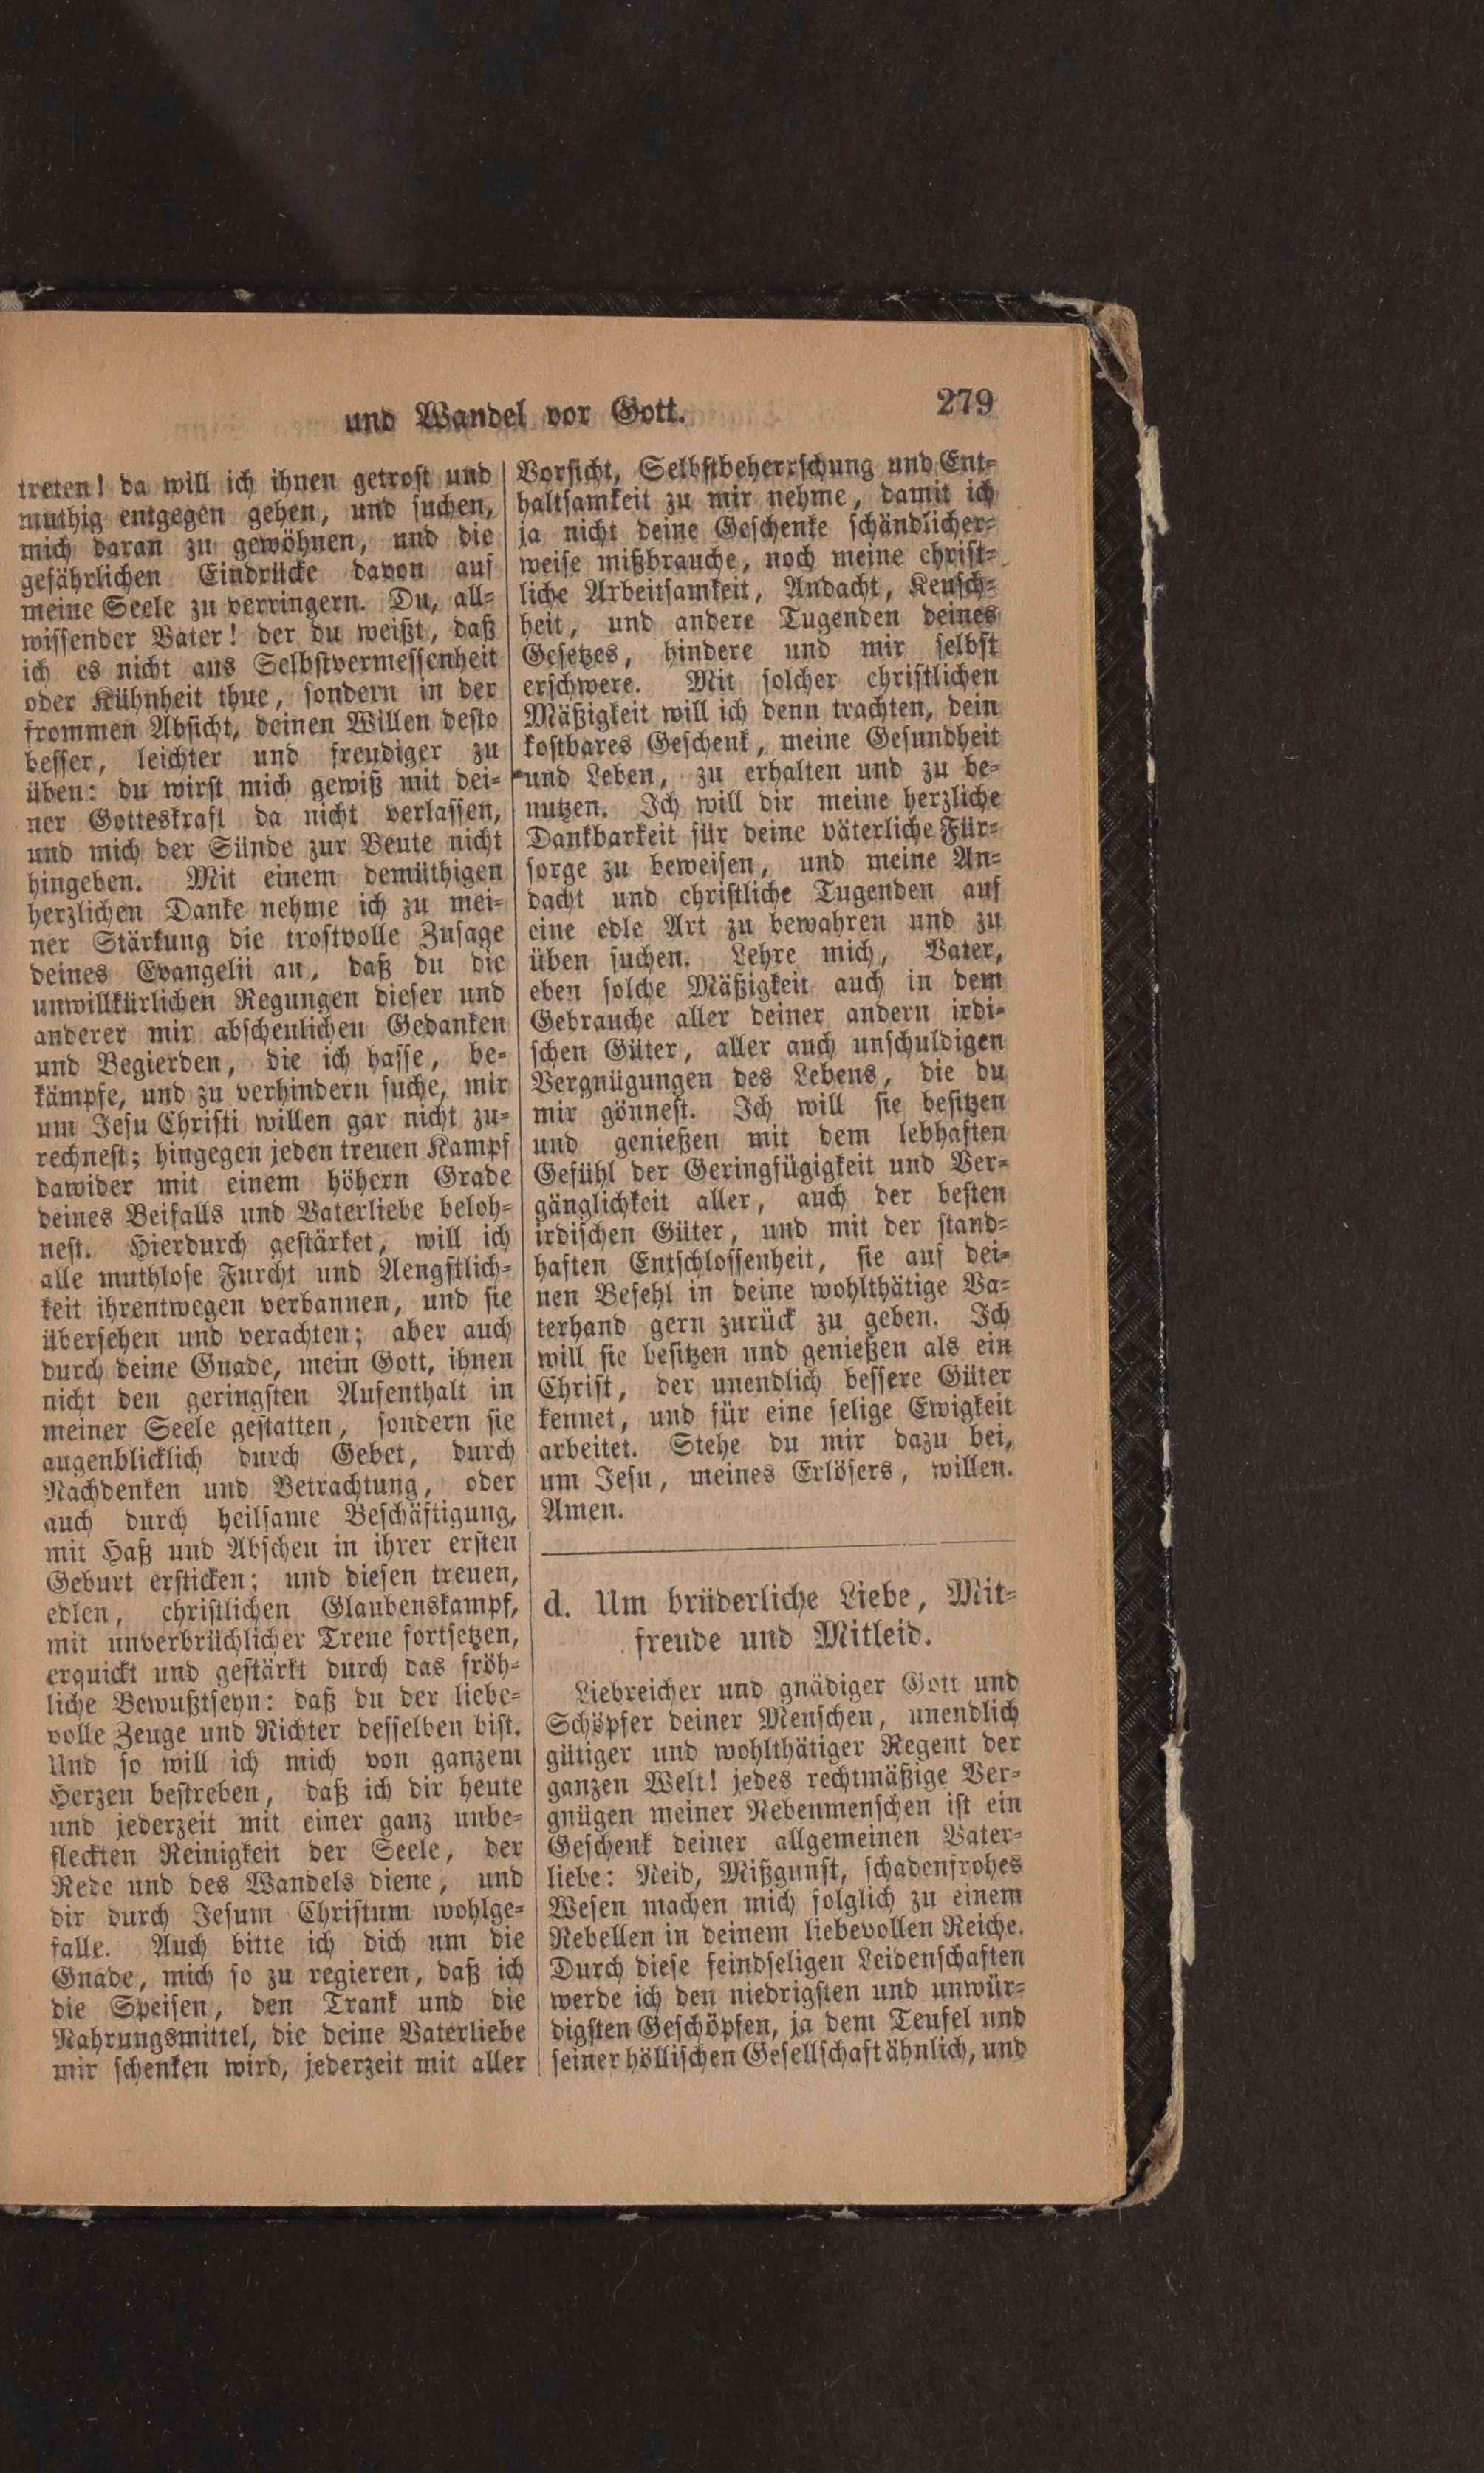 und Wandel vor Gott.
279
treten! da will ich ihnen getrost und
muthig entgegen gehen, und suchen,
mich daran zu gewöhnen, und die
gefährlichen Eindrücke davon auf
meine Seele zu verringern. Du, all-
wissender Vater! der du weißt, daß
ich es nicht aus Selbstvermessenheit
oder Kühnheit thue, sondern in der
frommen Absicht, deinen Willen desto
besser, leichter und freudiger zu
üben: du wirst mich gewiß mit dei-
ner Gotteskraft da nicht verlassen,
und mich der Sünde zur Beute nicht
hingeben. Mit einem demüthigen
herzlichen Danke nehme ich zu mei-
ner Stärkung die trostvolle Zusage
deines Evangelii an, daß du die
unwillkürlichen Regungen dieser und
anderer mir abscheulichen Gedanken
und Begierden, die ich hasse, be-
kämpfe, und zu verhindern suche, mir
um Jesu Christi willen gar nicht zu-
rechnest; hingegen jeden treuen Kampf
dawider mit einem höhern Grade
deines Beifalls und Vaterliebe beloh-
nest. Hierdurch gestärket, will ich
alle muthlose Furcht und Aengstlich-
keit ihrentwegen verbannen, und sie
übersehen und verachten; aber auch
durch deine Gnade, mein Gott, ihnen
nicht den geringsten Aufenthalt in
meiner Seele gestatten, sondern sie
augenblicklich durch Gebet, durch
Nachdenken und Betrachtung, oder
auch durch heilsame Beschäftigung,
mit Haß und Abscheu in ihrer ersten
Geburt ersticken; und diesen treuen,
edlen, christlichen Glaubenskampf,
mit unverbrüchlicher Treue fortsetzen,
erquickt und gestärkt durch das fröh-
liche Bewußtseyn: daß du der liebe-
volle Zeuge und Richter desselben bist.
Und so will ich mich von ganzem
Herzen bestreben, daß ich dir heute
und jederzeit mit einer ganz unbe-
fleckten Reinigkeit der Seele, der
Rede und des Wandels diene, und
dir durch Jesum Christum wohlge-
falle. Auch bitte ich dich um die
Gnade, mich so zu regieren, daß ich
die Speisen, den Trank und die
Nahrungsmittel, die deine Vaterliebe
mir schenken wird, jederzeit mit aller
Vorsicht, Selbstbeherrschung und Ent-
haltsamkeit zu mir nehme, damit ich
ja nicht deine Geschenke schändlicher-
weise mißbrauche, noch meine christ-
liche Arbeitsamkeit, Andacht, Keusch-
heit, und andere Tugenden deines
Gesetzes, hindere und mir selbst
erschwere. Mit solcher christlichen
Mäßigkeit will ich denn trachten, dein
kostbares Geschenk, meine Gesundheit
und Leben, zu erhalten und zu be-
nutzen. Ich will dir meine herzliche
Dankbarkeit für deine väterliche Für-
sorge zu beweisen, und meine An-
dacht und christliche Tugenden auf
eine edle Art zu bewahren und zu
üben suchen. Lehre mich, Vater,
eben solche Mäßigkeit auch in dem
Gebrauche aller deiner andern irdi-
schen Güter, aller auch unschuldigen
Vergnügungen des Lebens, die du
mir gönnest. Ich will sie besitzen
und genießen mit dem lebhaften
Gefühl der Geringfügigkeit und Ver-
gänglichkeit aller, auch der besten
irdischen Güter, und mit der stand-
haften Entschlossenheit, sie auf dei-
nen Befehl in deine wohlthätige Va-
terhand gern zurück zu geben. Ich
will sie besitzen und genießen als ein
Christ, der unendlich bessere Güter
kennet, und für eine selige Ewigkeit
arbeitet. Stehe du mir dazu bei,
um Jesu, meines Erlösers, willen.
Amen.
d. Um brüderliche Liebe, Mit-
freude und Mitleid.
Liebreicher und gnädiger Gott und
Schöpfer deiner Menschen, unendlich
gütiger und wohlthätiger Regent der
ganzen Welt! jedes rechtmäßige Ver-
gnügen meiner Nebenmenschen ist ein
Geschenk deiner allgemeinen Vater-
liebe: Neid, Mißgunst, schadenfrohes
Wesen machen mich folglich zu einem
Rebellen in deinem liebevollen Reiche.
Durch diese feindseligen Leidenschaften
werde ich den niedrigsten und unwür-
digsten Geschöpfen, ja dem Teufel und
seiner höllischen Gesellschaft ähnlich, und